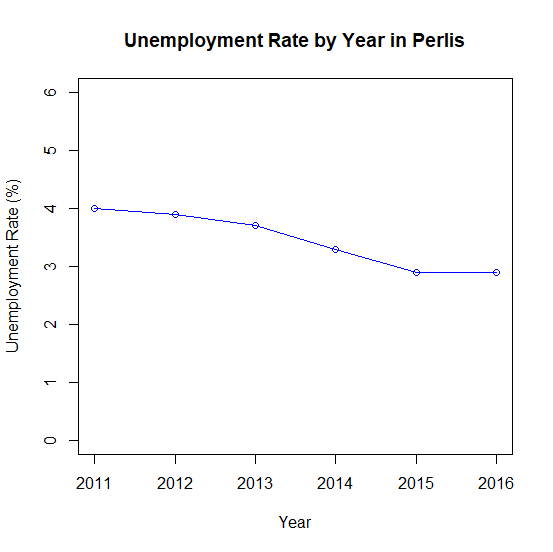 Unemployment Rate by Year in Perlis
Unemployment Rate (%)
6
5
4
3
2
1
0
2011 2012 2013 2014 2015 2016
Year